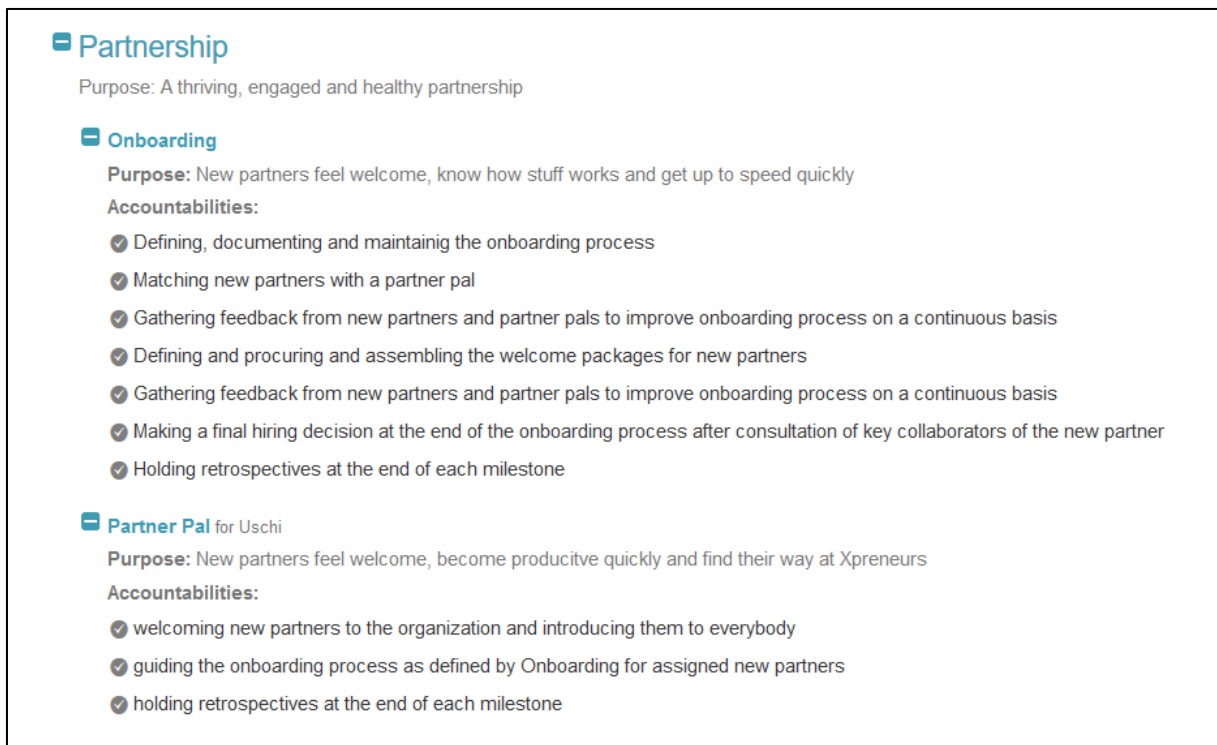 Partnership
Purpose: A thriving, engaged and healthy partnership
Onboarding
Purpose: New partners feel welcome, know how stuff works and get up to speed quickly
Accountabilities:
Defining, documenting and maintainig the onboarding process
Matching new partners with a partner pal
Gathering feedback from new partners and partner pals to improve onboarding process on a continuous basis
Defining and procuring and assembling the welcome packages for new partners
Gathering feedback from new partners and partner pals to improve onboarding process on a continuous basis
Making a final hiring decision at the end of the onboarding process after consultation of key collaborators of the new partner
Holding retrospectives at the end of each milestone
Partner Pal for Uschi
Purpose: New partners feel welcome, become producitve quickly and find their way at Xpreneurs
Accountabilities:
welcoming new partners to the organization and introducing them to everybody
guiding the onboarding process as defined by Onboarding for assigned new partners
holding retrospectives at the end of each milestone